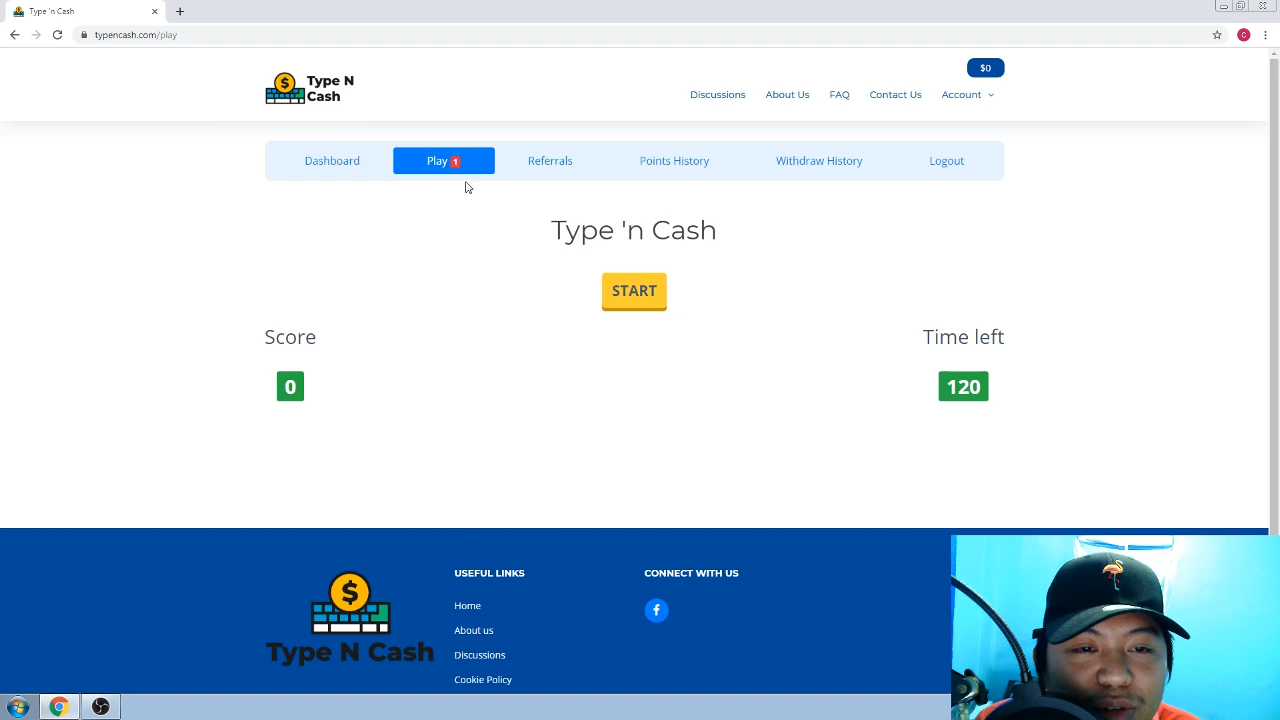 Type 'n Cash
typencash.com/play
C
$0
Type N
Cash
Discussions About Us FAQ Contact Us Account
Dashboard Play 1 Referrals Points History Withdraw History Logout
Type 'n Cash
START
Score Time left
0 120
USEFUL LINKS CONNECT WITH US
Home
About us
Discussions
Cookie Policy
Type N Cash